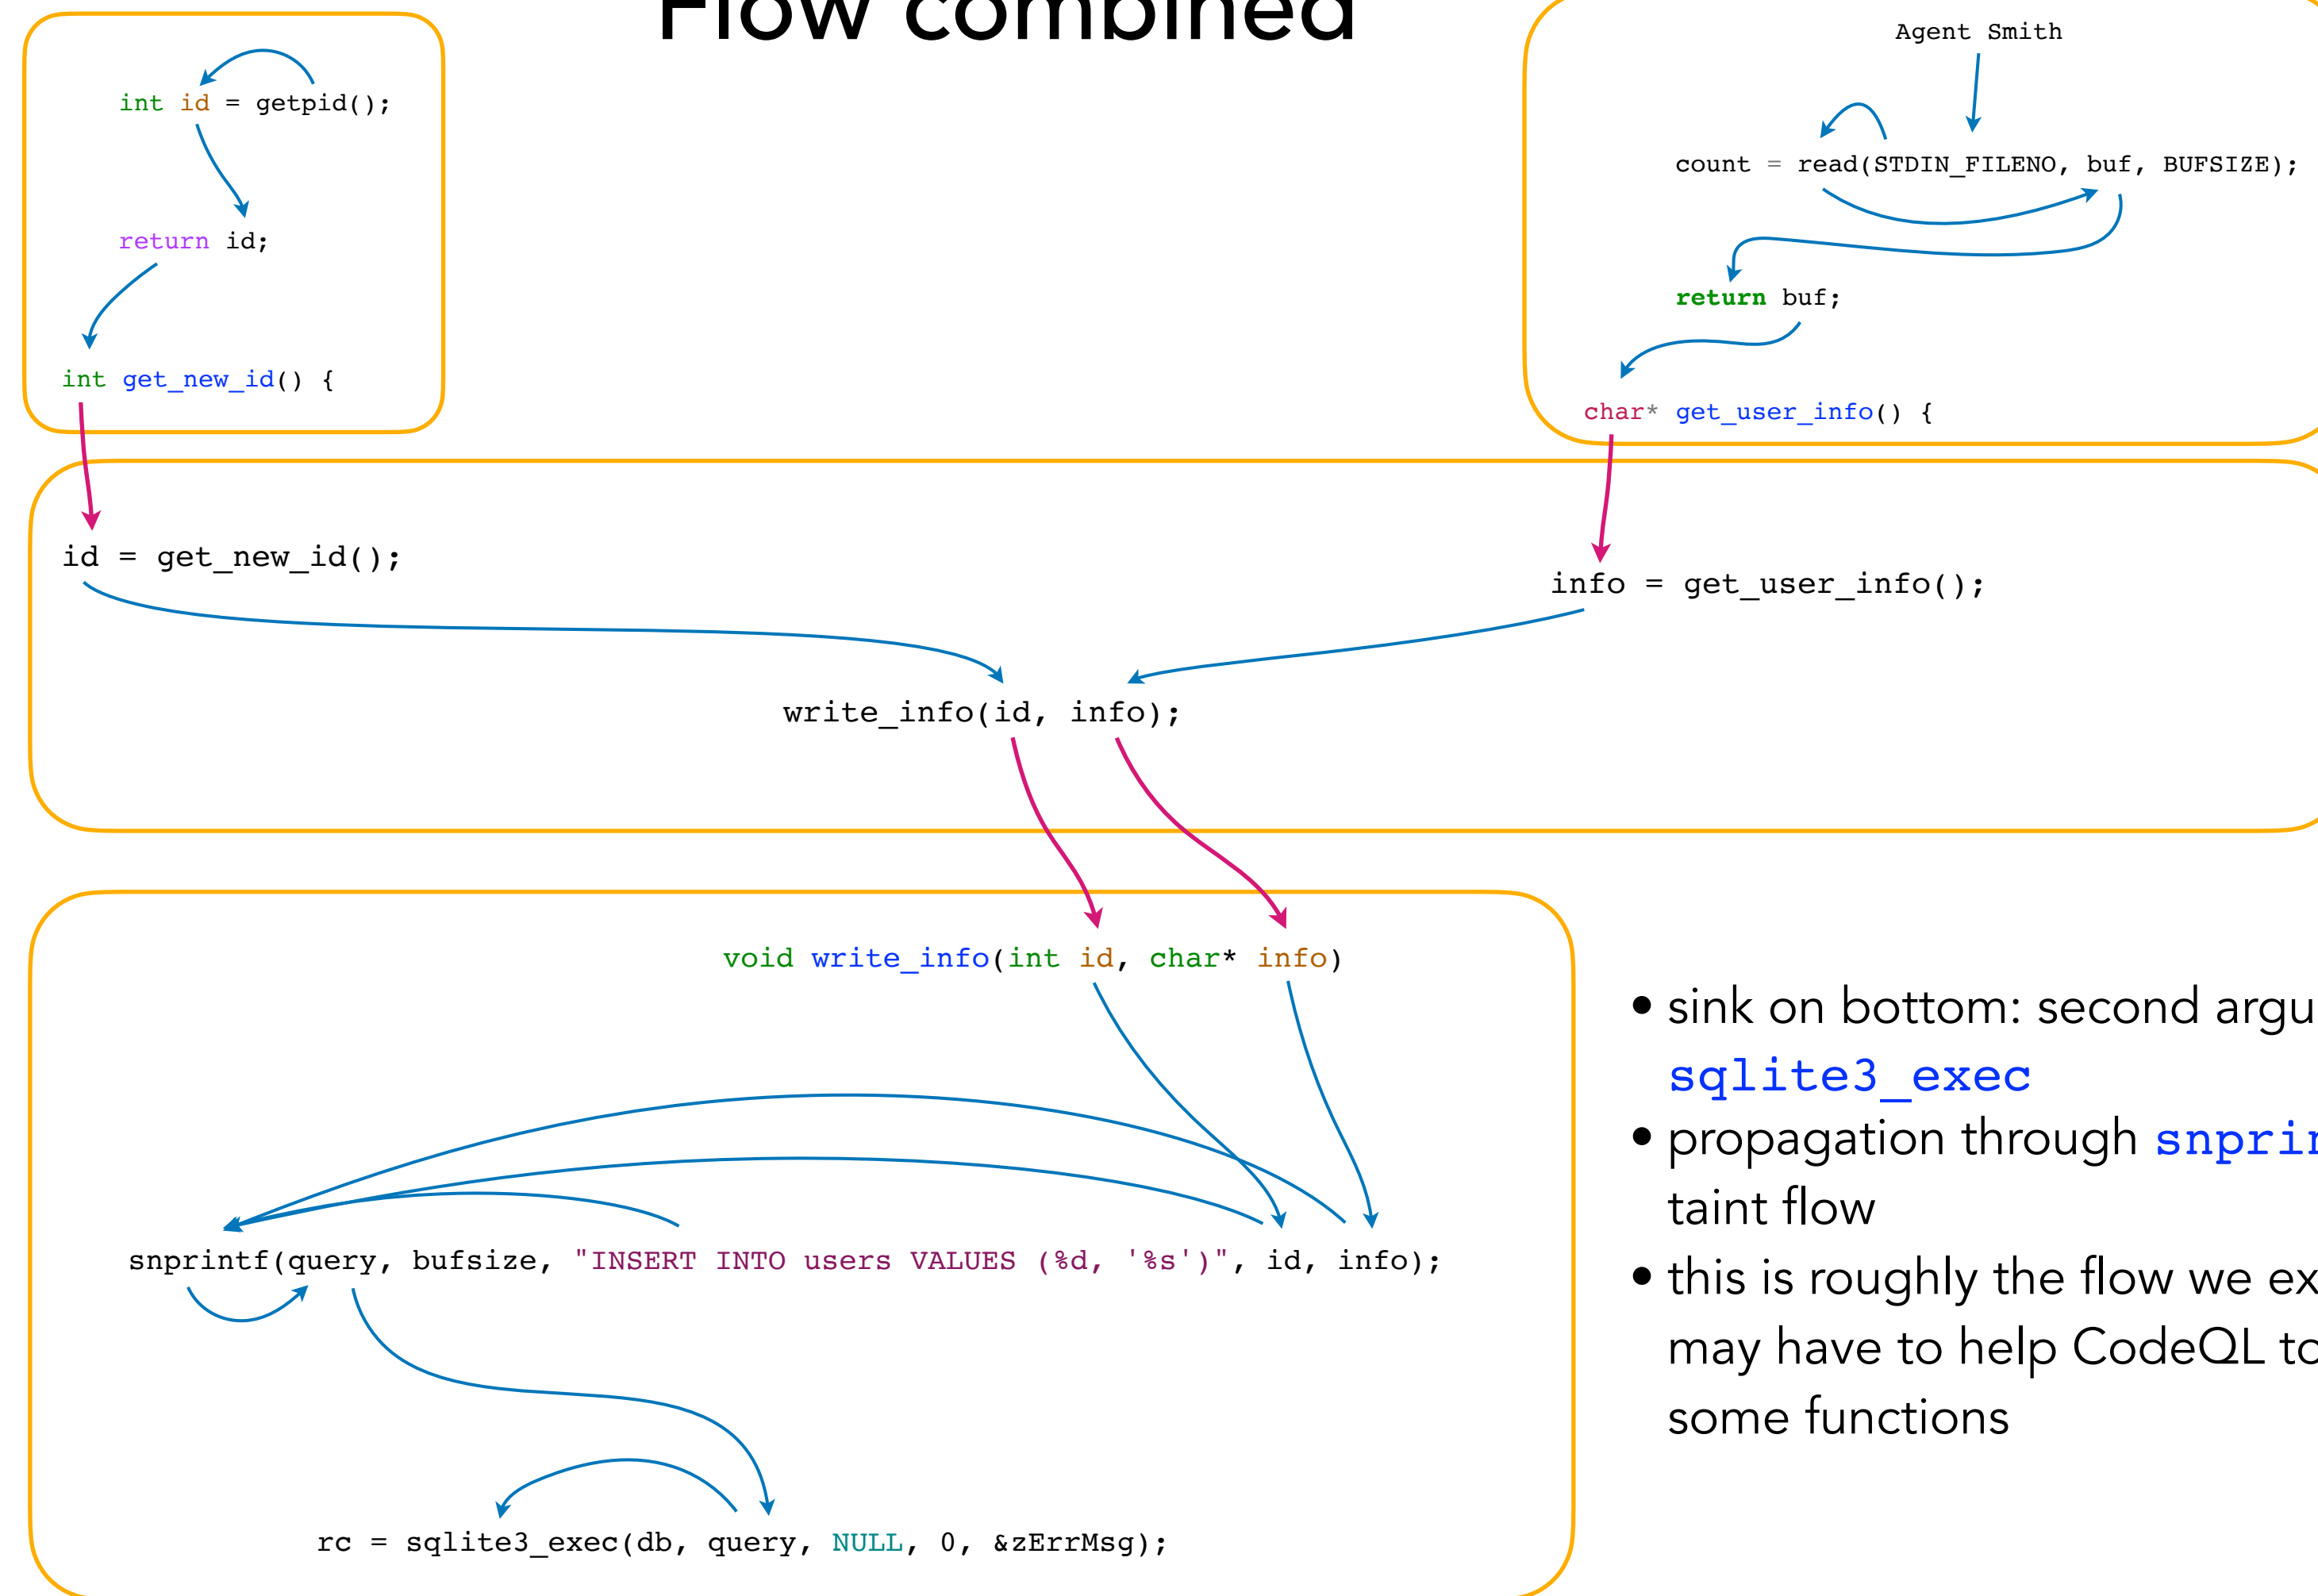 Flow combined
int id = getpid();
return id;
int get_new_id() {
Agent Smith
count = read(STDIN_FILENO, buf, BUFSIZE);
return buf;
char* get_user_info() {
id = get_new_id();
info = get_user_info();
write_info(id, info);
void write_info(int id, char* info)
snprintf(query, bufsize, "INSERT INTO users VALUES (%d, '%s')", id, info);
rc = sqlite3_exec(db, query, NULL, 0, &zErrMsg);
• sink on bottom: second argu
sqlite3_exec
• propagation through snprin
taint flow
• this is roughly the flow we ex
may have to help CodeQL to
some functions